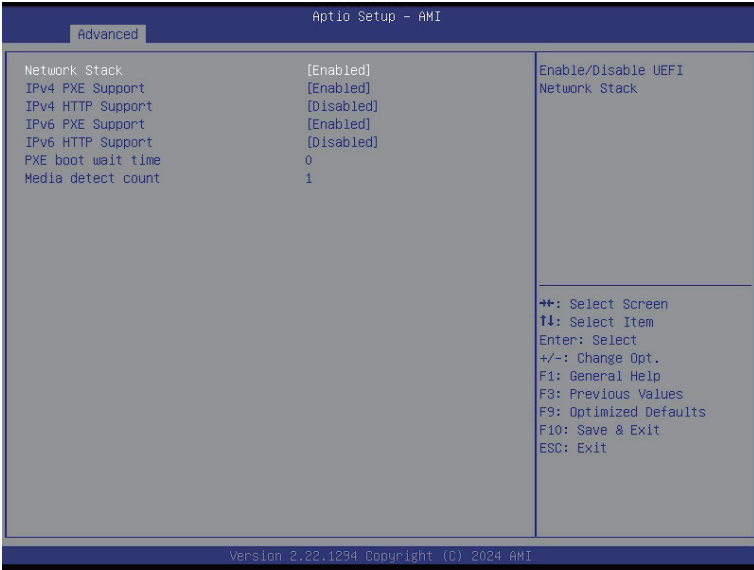 Aptio Setup – AMI
Advanced
Network Stack [Enabled]
IPv4 PXE Support [Enabled]
IPv4 HTTP Support [Disabled]
IPv6 PXE Support [Enabled]
IPv6 HTTP Support [Disabled]
PXE boot wait time 0
Media detect count 1
Enable/Disable UEFI
Network Stack
→←: Select Screen
↑↓: Select Item
Enter: Select
+/-: Change Opt.
F1: General Help
F3: Previous Values
F9: Optimized Defaults
F10: Save & Exit
ESC: Exit
Version 2.22.1294 Copyright (C) 2024 AMI